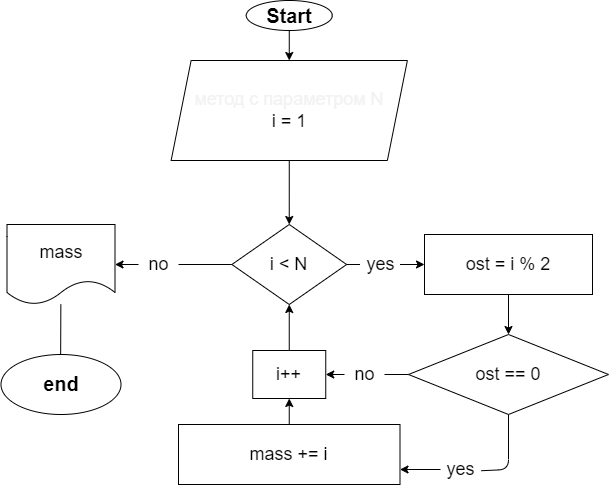 Start
метод с параметром N
i = 1
i < N
yes
ost = i % 2
no
mass
ost == 0
no
i++
yes
mass += i
end